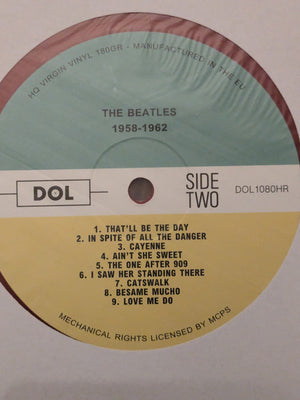 HQ VIRGIN VINYL 180GR - MANUFACTURED IN THE EU
THE BEATLES
1958-1962
DOL
SIDE
TWO
DOL1080HR
1. THAT'LL BE THE DAY
2. IN SPITE OF ALL THE DANGER
3. CAYENNE
4. AIN'T SHE SWEET
5. THE ONE AFTER 909
6. I SAW HER STANDING THERE
7. CATSWALK
8. BESAME MUCHO
9. LOVE ME DO
MECHANICAL RIGHTS LICENSED BY MCPS